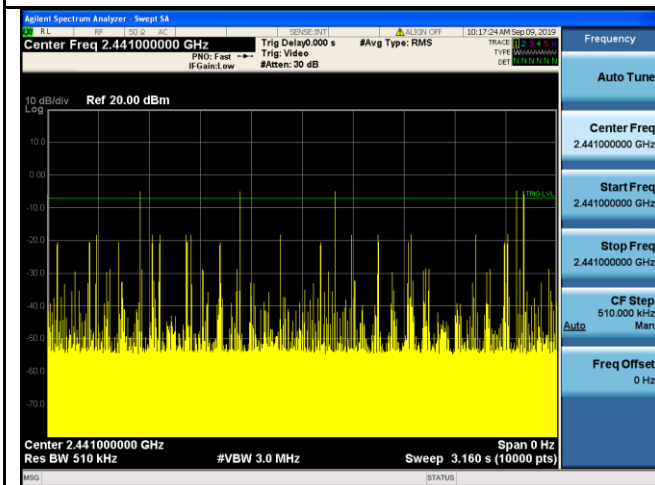 Agilent Spectrum Analyzer - Swept SA
RL RF 50 Ω AC SENSE:INT ALIGN OFF 10:17:24 AM Sep 09, 2019
Center Freq 2.441000000 GHz
PNO: Fast
IFGain:Low
Trig Delay0.000 s
Trig: Video
#Atten: 30 dB
#Avg Type: RMS
TRACE 1 2 3 4 5 6
TYPE WWWWWW
DET N N N N N N
10 dB/div Ref 20.00 dBm
Log
10.0
0.00
TRIG LVL
-10.0
-20.0
-30.0
-40.0
-50.0
-60.0
-70.0
Center 2.441000000 GHz Span 0 Hz
Res BW 510 kHz #VBW 3.0 MHz Sweep 3.160 s (10000 pts)
MSG STATUS
Frequency
Auto Tune
Center Freq
2.441000000 GHz
Start Freq
2.441000000 GHz
Stop Freq
2.441000000 GHz
CF Step
510.000 kHz
Auto Man
Freq Offset
0 Hz